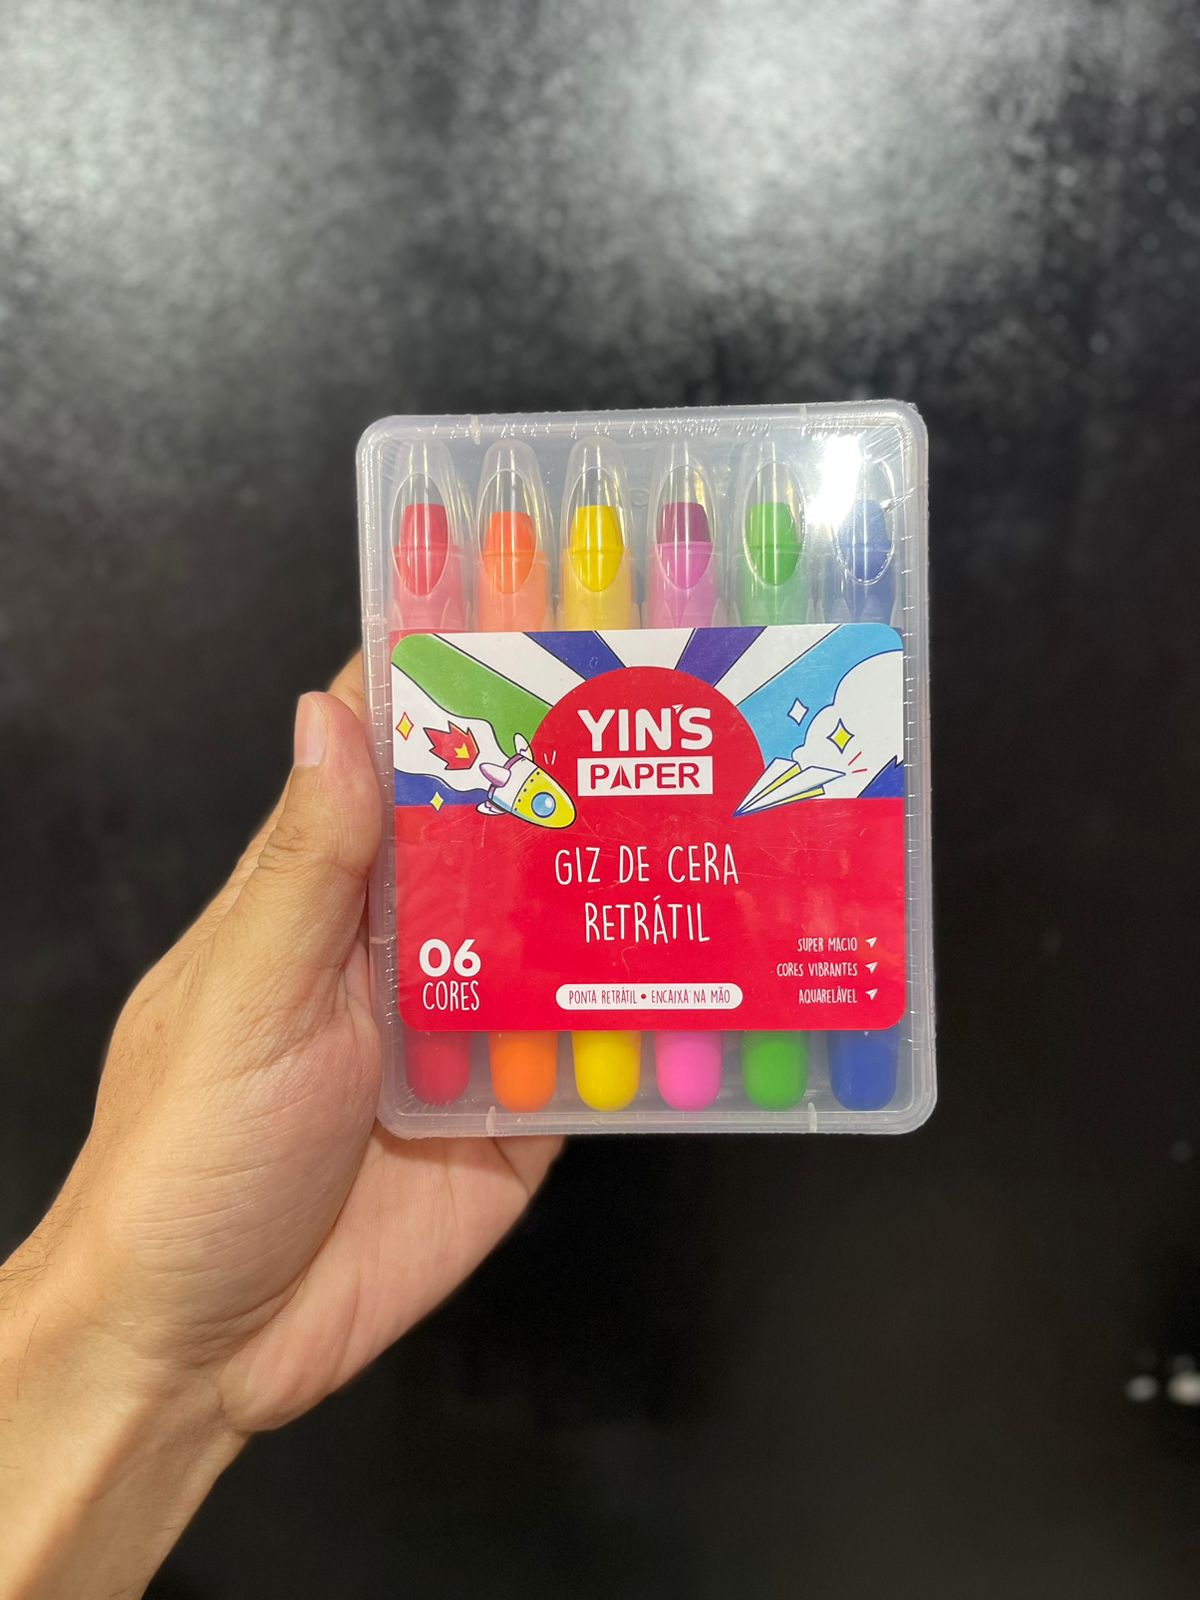 YIN'S
PAPER
GIZ DE CERA
RETRÁTIL
06
CORES
PONTA RETRÁTIL • ENCAIXA NA MÃO
SUPER MACIO
CORES VIBRANTES
AQUARELÁVEL